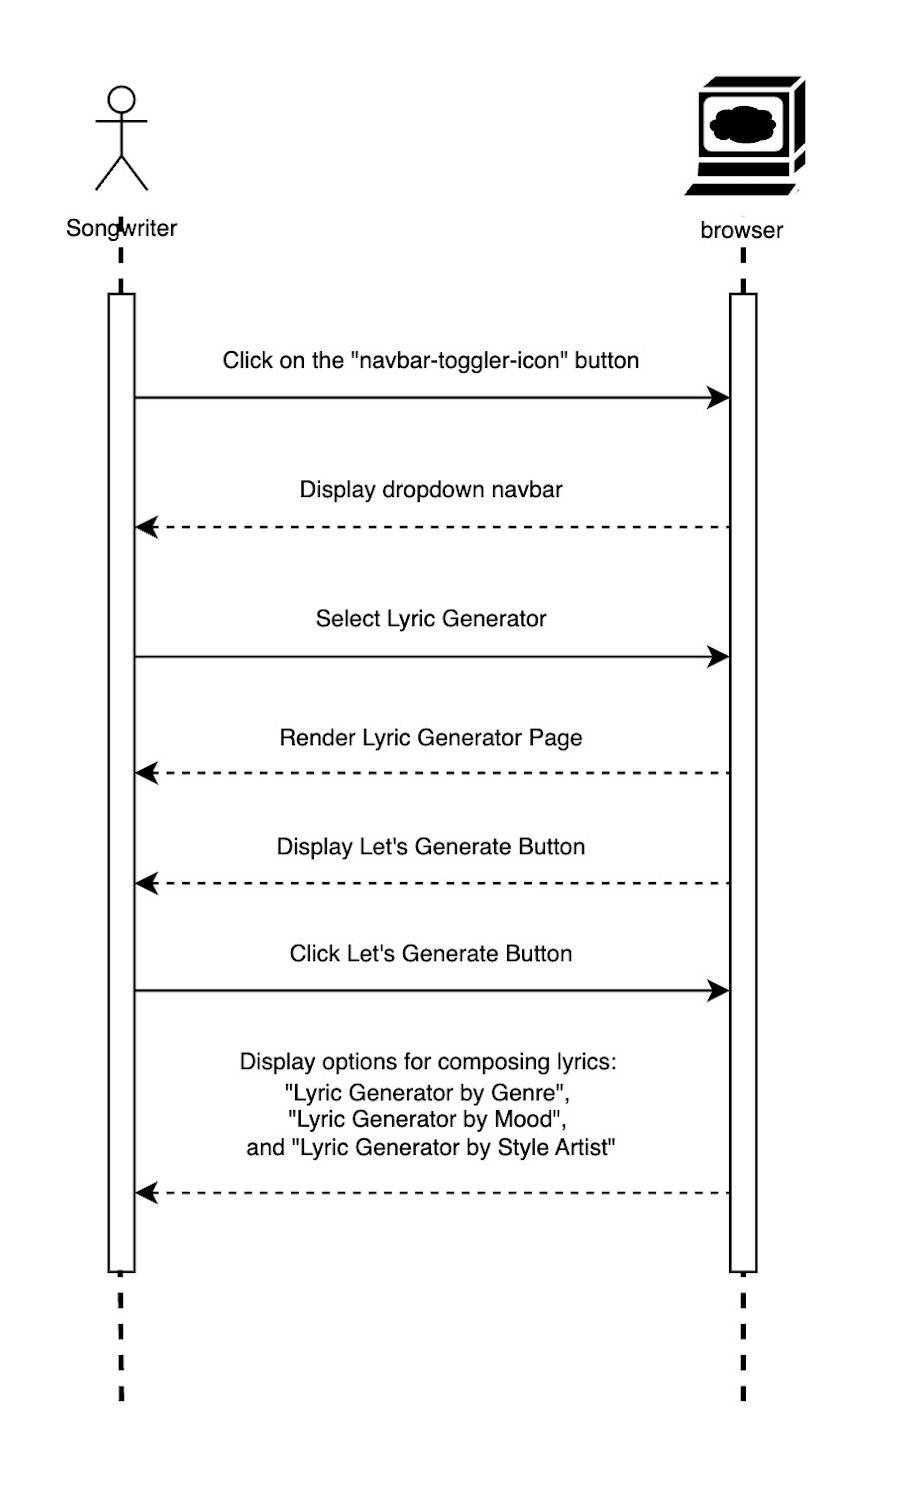 Songwriter
browser
Click on the "navbar-toggler-icon" button
Display dropdown navbar
Select Lyric Generator
Render Lyric Generator Page
Display Let's Generate Button
Click Let's Generate Button
Display options for composing lyrics:
"Lyric Generator by Genre",
"Lyric Generator by Mood",
and "Lyric Generator by Style Artist"